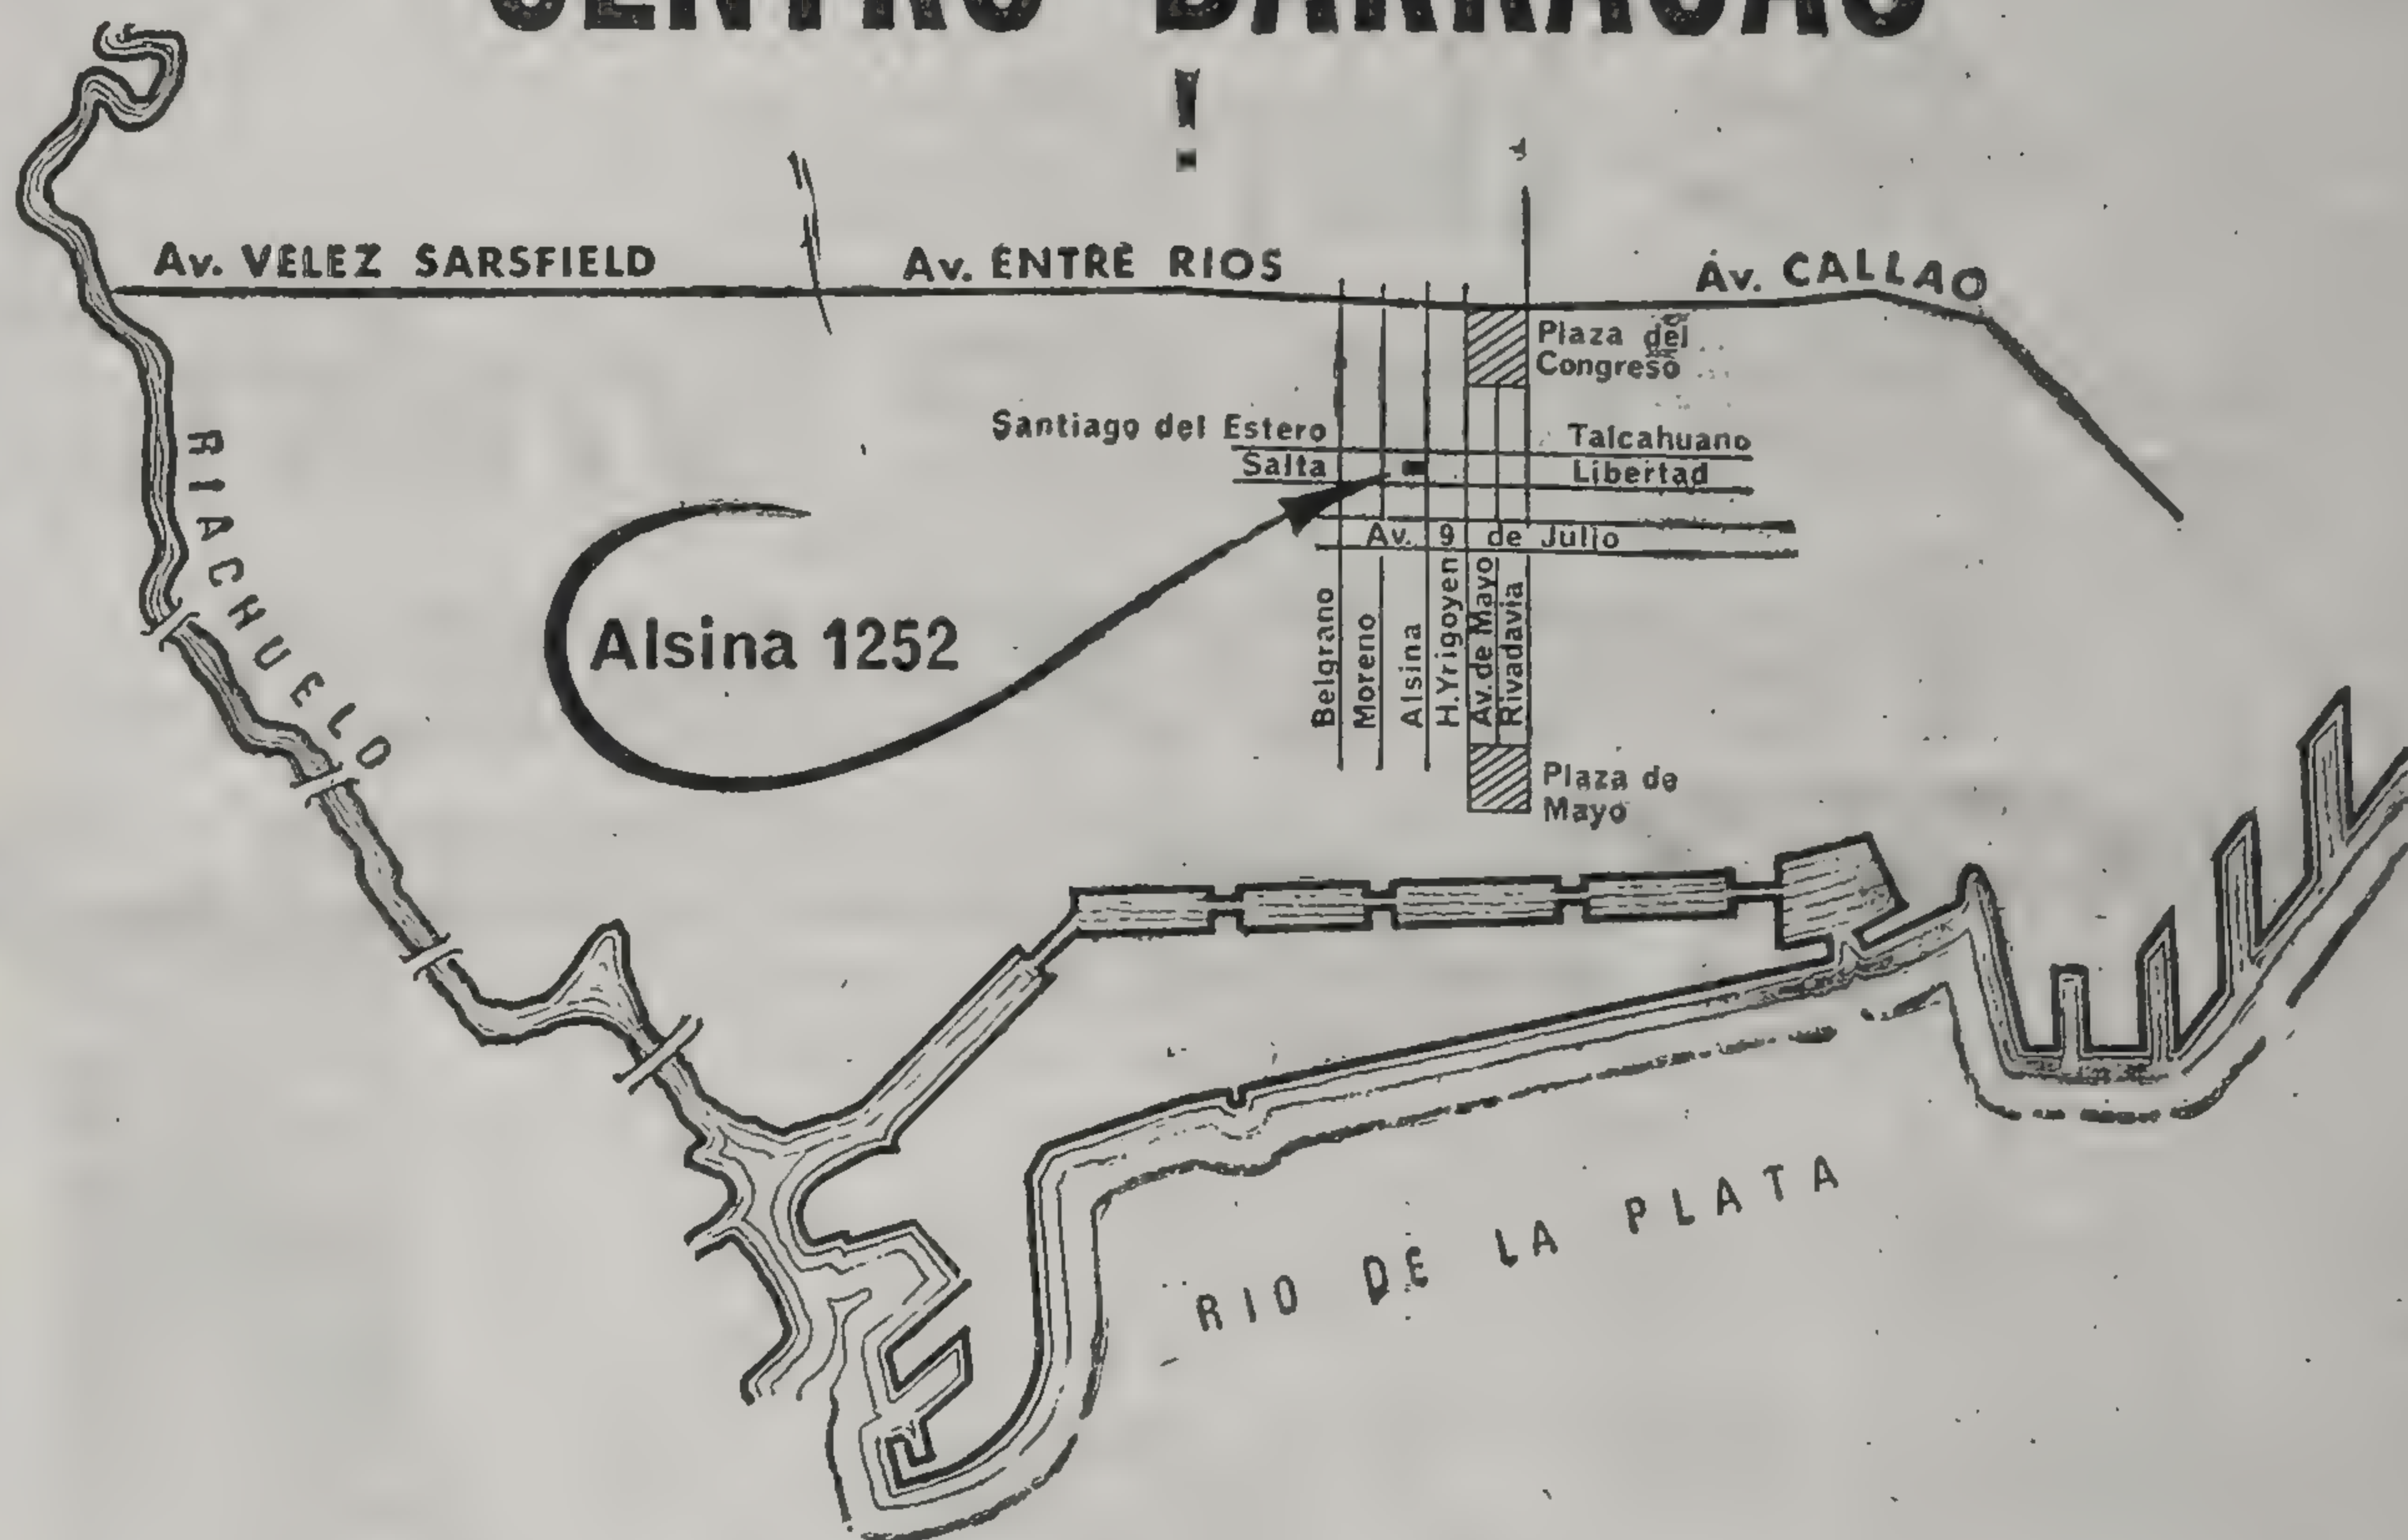 CENTRO BARRACAS
!
Av. VELEZ SARSFIELD
Av. ENTRE RIOS
Av. CALLAO
Plaza del
Congreso
Santiago del Estero
Talcahuano
Salta
Libertad
Av. 9 de Julio
Alsina 1252
Belgrano
Moreno
Alsina
H.Yrigoyen
Av. de Mayo
Rivadavia
Plaza de
Mayo
RIACHUELO
RIO DE LA PLATA